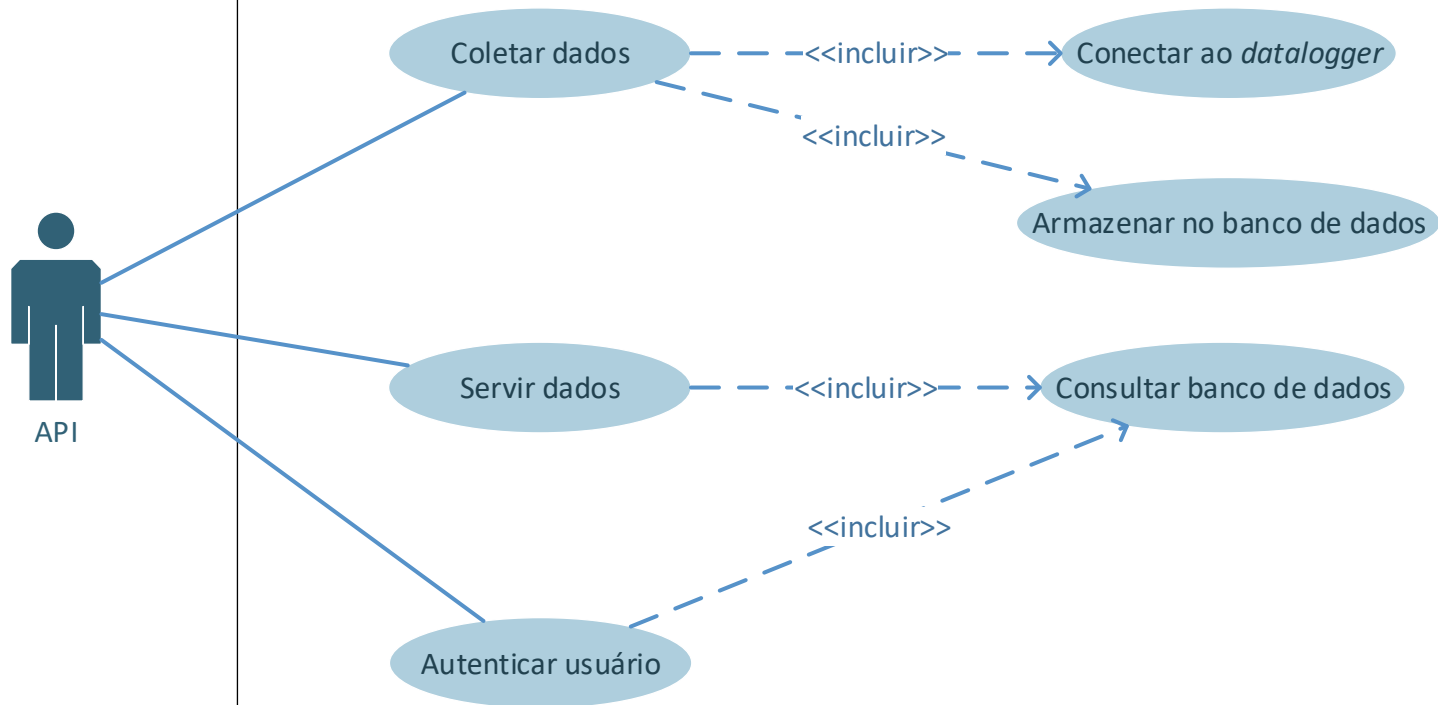 Coletar dados
<<incluir>>
Conectar ao datalogger
<<incluir>>
Armazenar no banco de dados
API
Servir dados
<<incluir>>
Consultar banco de dados
<<incluir>>
Autenticar usuário